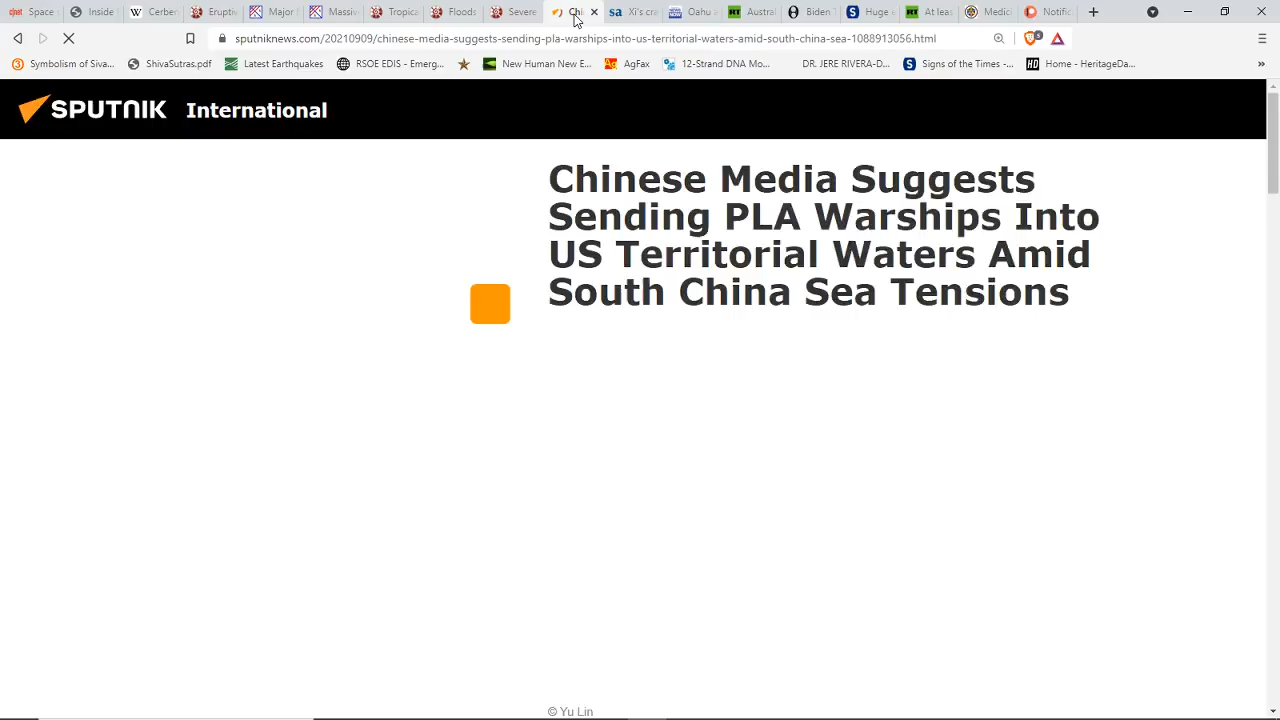 Space
Inside
Cerber
Erupti
Major
Massiv
Tropica
Floods
Severe
Chi
Xi's cra
Oahu
Austral
Biden
Huge
At leas
Medici
Notific
sputniknews.com/20210909/chinese-media-suggests-sending-pla-warships-into-us-territorial-waters-amid-south-china-sea-1088913056.html
5
Symbolism of Siva...
ShivaSutras.pdf
Latest Earthquakes
RSOE EDIS - Emerg...
New Human New E...
AgFax
12-Strand DNA Mo...
DR. JERE RIVERA-D...
Signs of the Times -...
Home - HeritageDa...
SPUTNIK International
Chinese Media Suggests
Sending PLA Warships Into
US Territorial Waters Amid
South China Sea Tensions
© Yu Lin